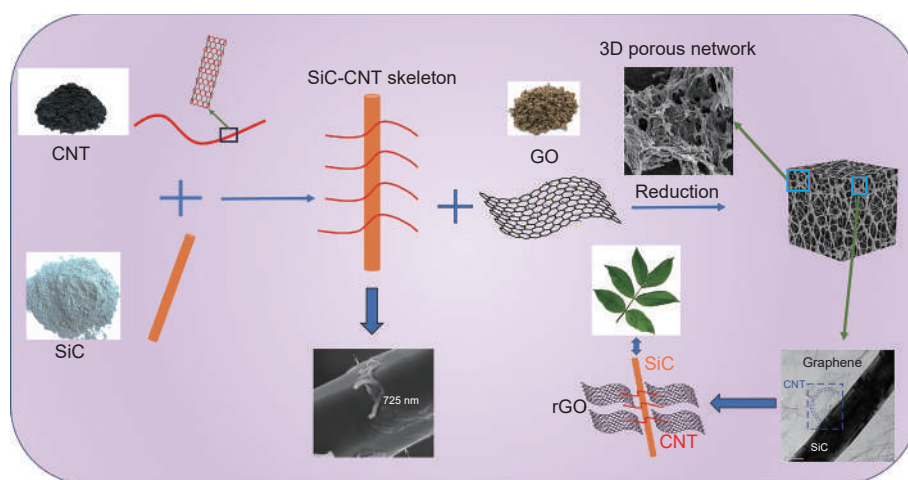 3D porous network
SiC-CNT skeleton
CNT
GO
Reduction
SiC
725 nm
SiC
rGO
CNT
Graphene
CNT
SiC